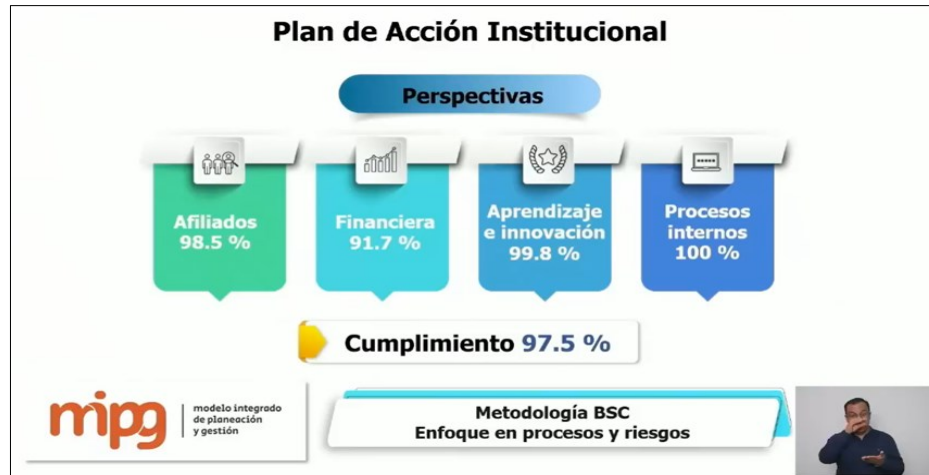 Plan de Acción Institucional
Perspectivas
Afiliados
98.5 %
Financiera
91.7 %
Aprendizaje
e innovación
99.8 %
Procesos
internos
100 %
Cumplimiento 97.5 %
mipg
modelo integrado
de planeación
y gestión
Metodología BSC
Enfoque en procesos y riesgos